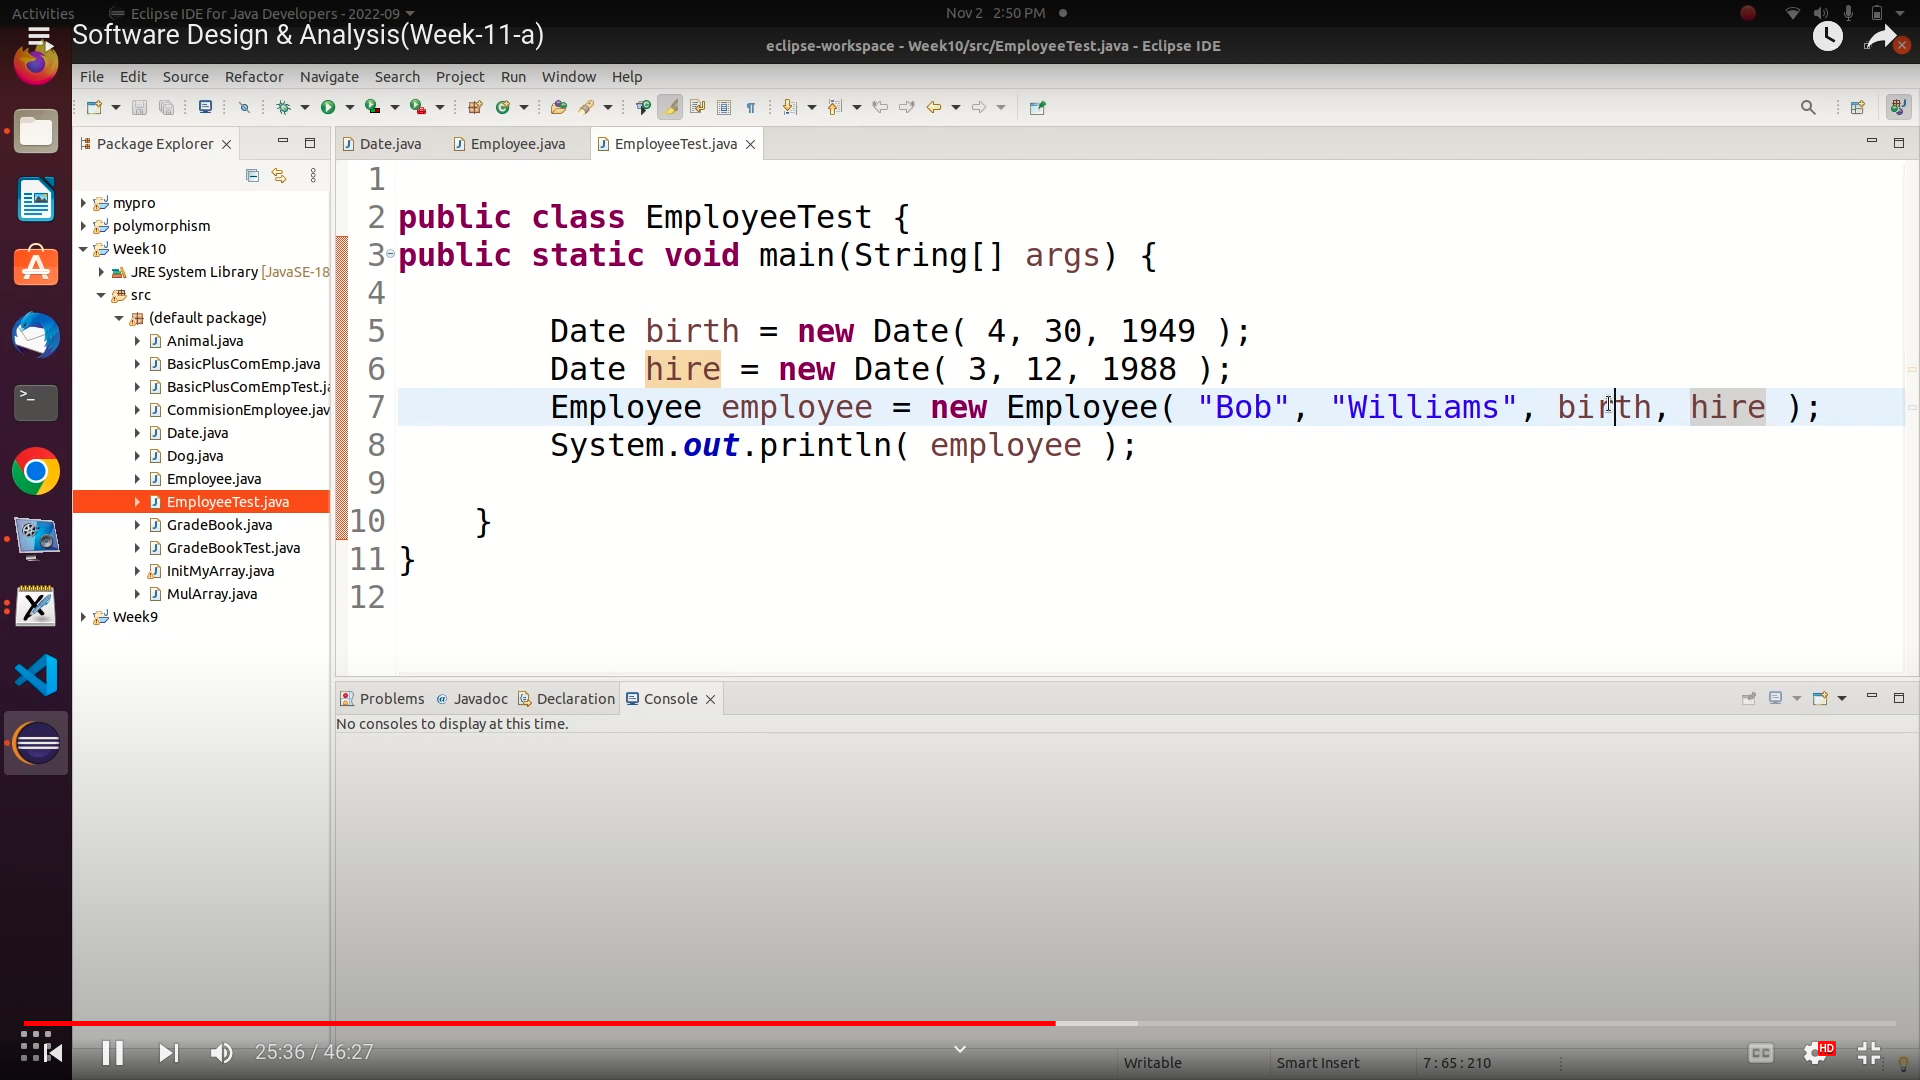 Activities
Eclipse IDE for Java Developers - 2022-09
Nov 2 2:50 PM
Software Design & Analysis(Week-11-a)
eclipse-workspace - Week10/src/EmployeeTest.java - Eclipse IDE
File Edit Source Refactor Navigate Search Project Run Window Help
Package Explorer
Date.java
Employee.java
EmployeeTest.java
mypro
polymorphism
Week10
JRE System Library [JavaSE-18
src
(default package)
Animal.java
BasicPlusComEmp.java
BasicPlusComEmpTest.ja
CommisionEmployee.jav
Date.java
Dog.java
Employee.java
EmployeeTest.java
GradeBook.java
GradeBookTest.java
InitMyArray.java
MulArray.java
Week9
1
2 public class EmployeeTest {
3 public static void main(String[] args) {
4
5 Date birth = new Date( 4, 30, 1949 );
6 Date hire = new Date( 3, 12, 1988 );
7 Employee employee = new Employee( "Bob", "Williams", birth, hire );
8 System.out.println( employee );
9
10 }
11 }
12
Problems @ Javadoc Declaration Console
No consoles to display at this time.
25:36 / 46:27
CC
HD
Writable
Smart Insert
7 : 65 : 210